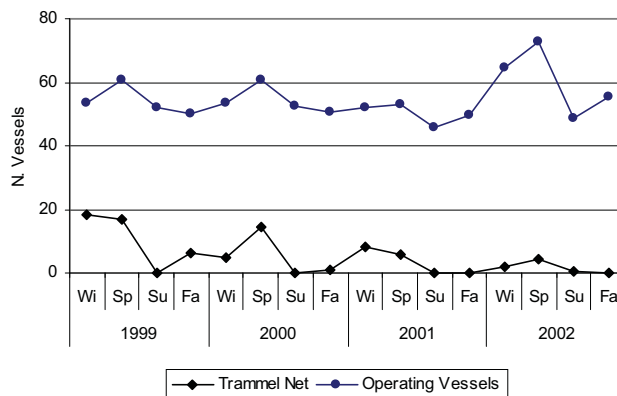 80
60
40
20
0
N. Vessels
Wi Sp Su Fa Wi Sp Su Fa Wi Sp Su Fa Wi Sp Su Fa
1999 2000 2001 2002
Trammel Net Operating Vessels